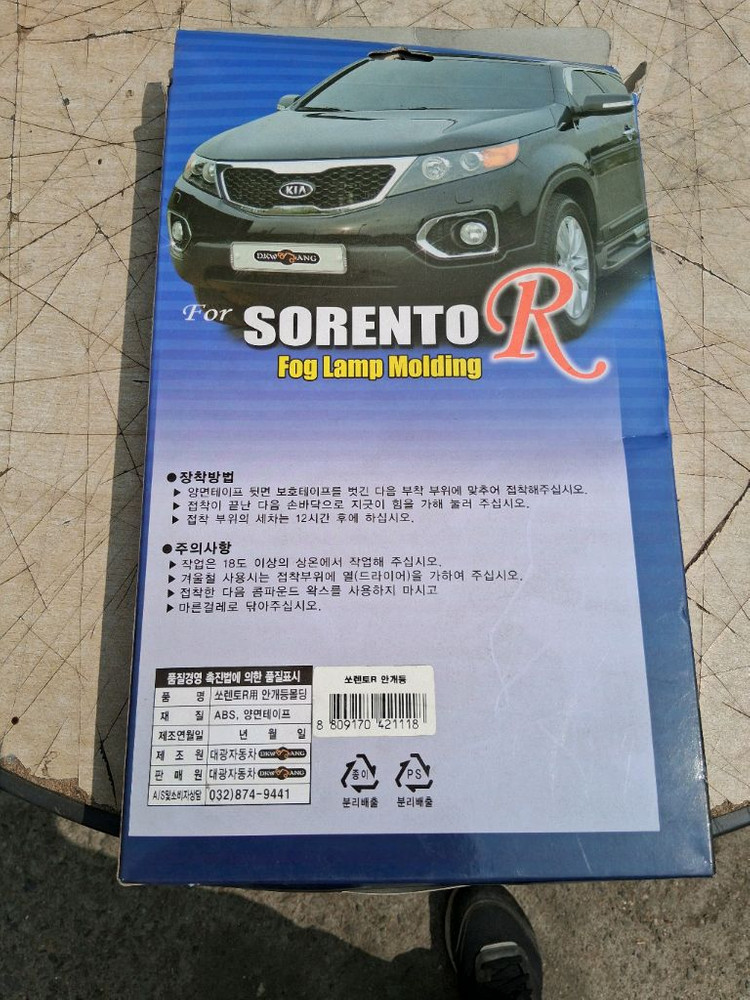 KIA
DKW ANG
For SORENTO R
Fog Lamp Molding
●장착방법
▶ 양면테이프 뒷면 보호테이프를 벗긴 다음 부착 부위에 맞추어 접착해주십시오.
▶ 접착이 끝난 다음 손바닥으로 지긋이 힘을 가해 눌러 주십시오.
▶ 접착 부위의 세차는 12시간 후에 하십시오.
●주의사항
▶ 작업은 18도 이상의 상온에서 작업해 주십시오.
▶ 겨울철 사용시는 접착부위에 열(드라이어)을 가하여 주십시오.
▶ 접착한 다음 콤파운드 왁스를 사용하지 마시고
▶ 마른걸레로 닦아주십시오.
품질경영 촉진법에 의한 품질표시
품 명 쏘렌토R用 안개등몰딩
재 질 ABS, 양면테이프
제조연월일 년 월 일
제 조 원 대광자동차 DKW ANG
판 매 원 대광자동차 DKW ANG
A/S및소비자상담 032)874-9441
쏘렌토R 안개등
8 809170 421118
종이
분리배출
PS
분리배출